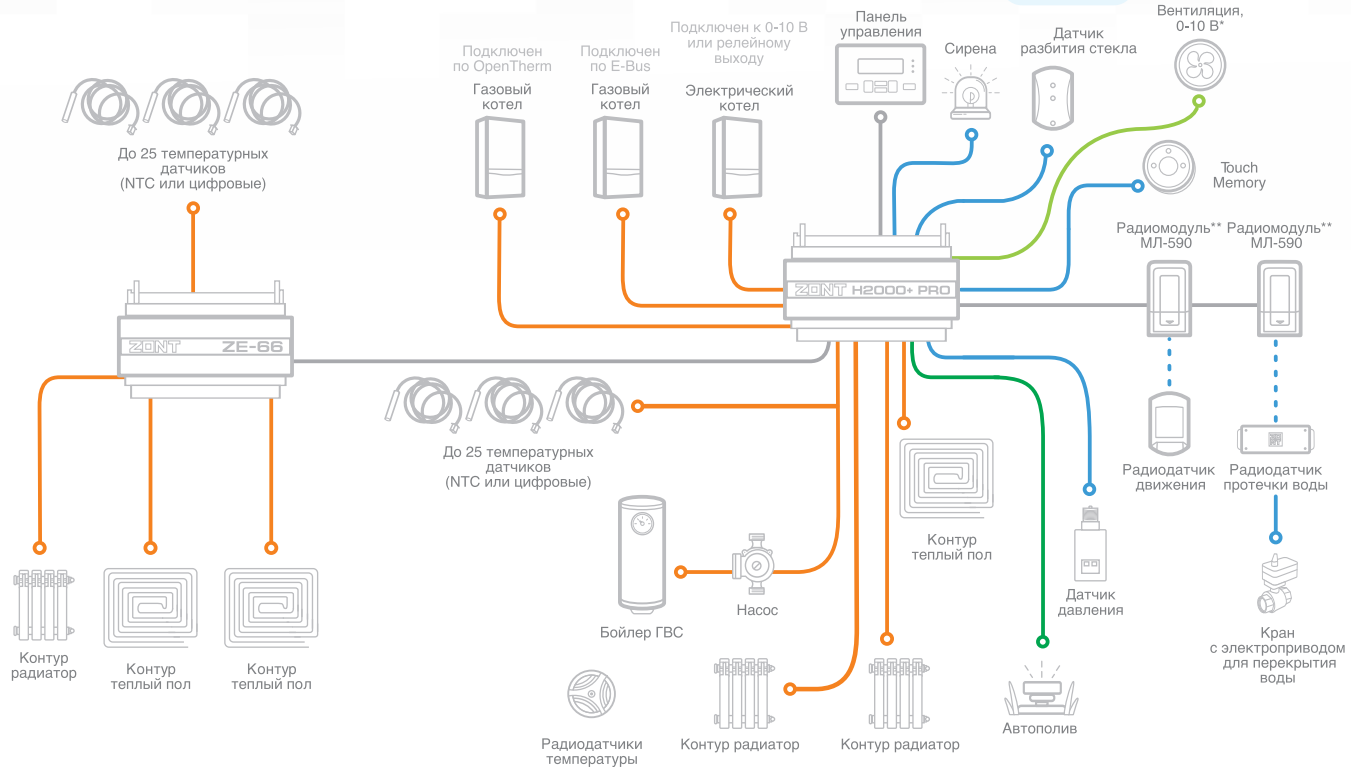 Подключен
по OpenTherm
Газовый
котел
Подключен
по E-Bus
Газовый
котел
Подключен к 0-10 В
или релейному
выходу
Электрический
котел
Панель
управления
Сирена
Датчик
разбития стекла
Вентиляция,
0-10 В*
До 25 температурных
датчиков
(NTC или цифровые)
Touch
Memory
Радиомодуль**
МЛ-590
Радиомодуль**
МЛ-590
ZONT H2000+ PRO
ZONT ZE-66
До 25 температурных
датчиков
(NTC или цифровые)
Радиодатчик
движения
Радиодатчик
протечки воды
Контур
теплый пол
Датчик
давления
Насос
Бойлер ГВС
Кран
с электроприводом
для перекрытия
воды
Контур
радиатор
Контур
теплый пол
Контур
теплый пол
Радиодатчики
температуры
Контур радиатор
Контур радиатор
Автополив